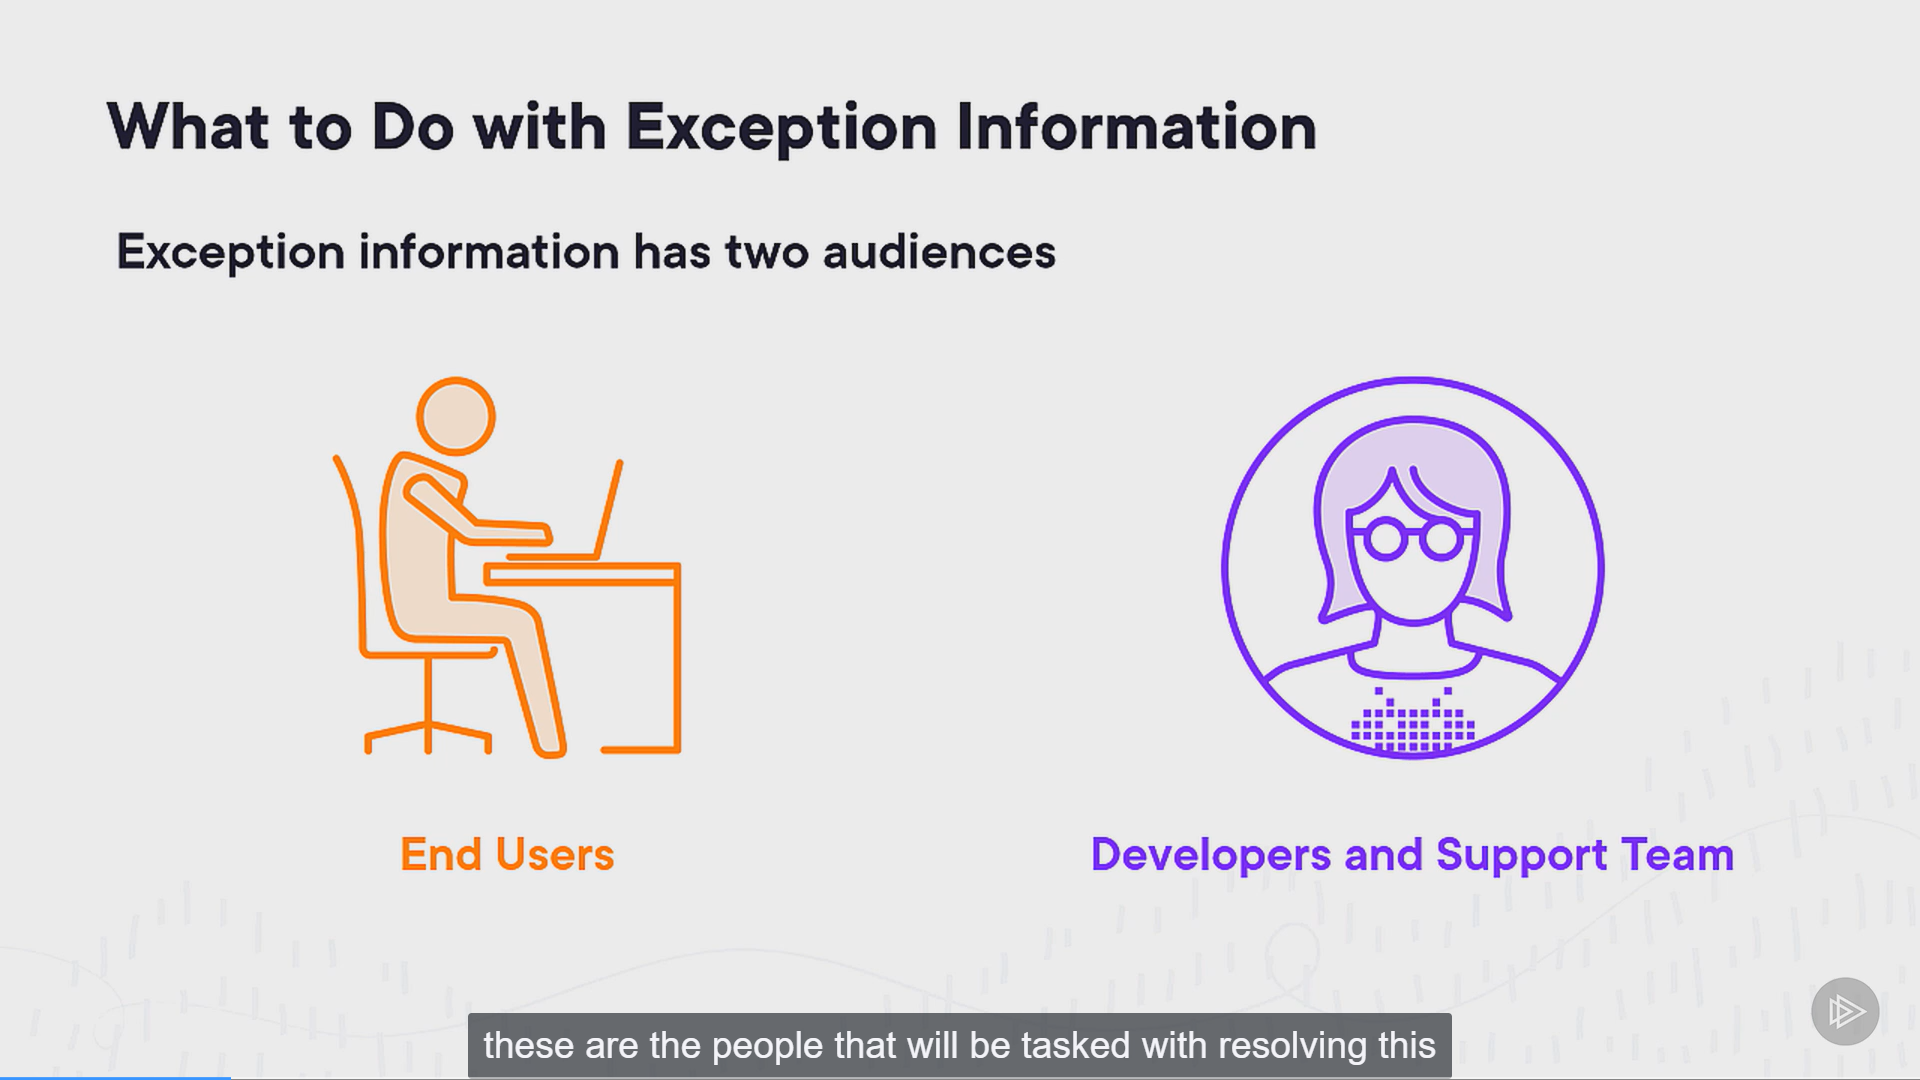 What to Do with Exception Information
Exception information has two audiences
End Users
Developers and Support Team
these are the people that will be tasked with resolving this